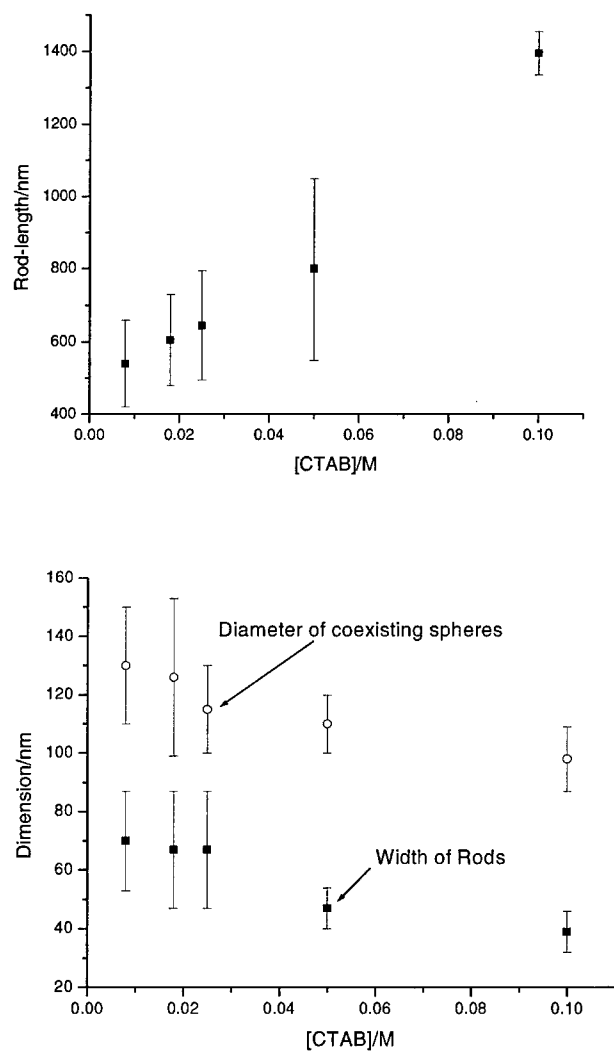 1400
1200
1000
800
600
400
Rod-length/nm
0.00 0.02 0.04 0.06 0.08 0.10
[CTAB]/M
160
140
120
100
80
60
40
20
Dimension/nm
Diameter of coexisting spheres
Width of Rods
0.00 0.02 0.04 0.06 0.08 0.10
[CTAB]/M